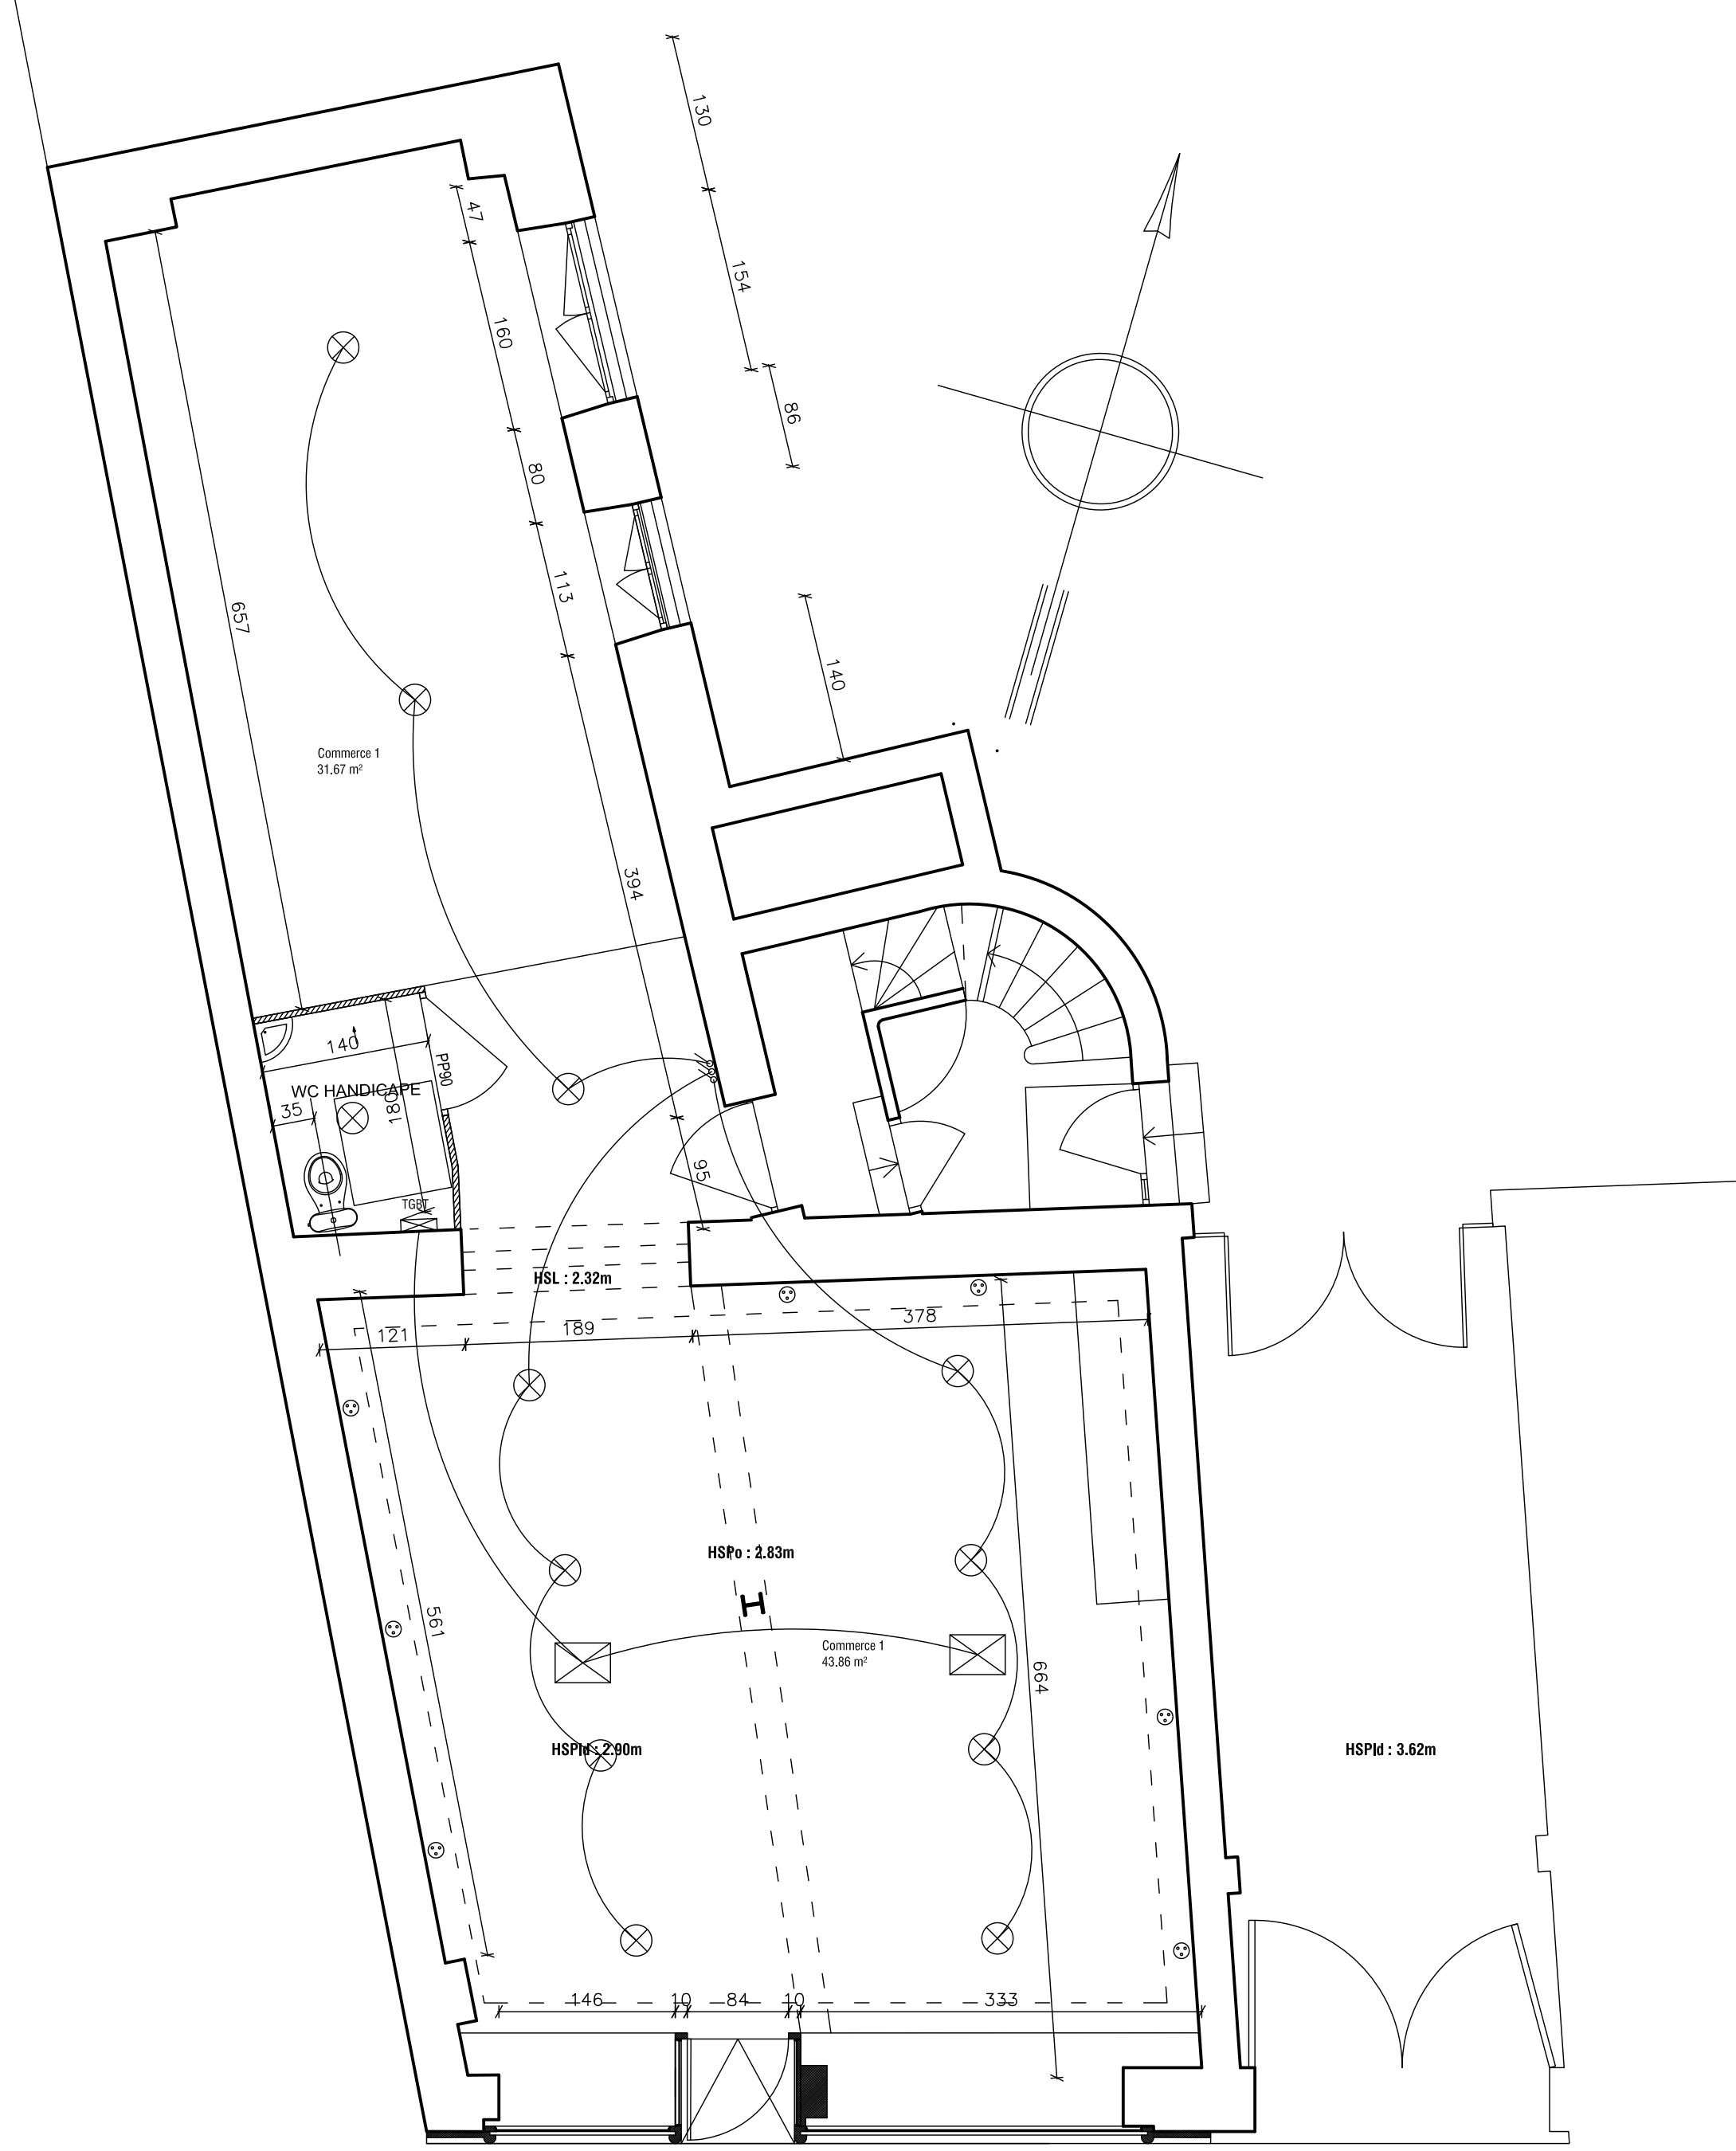 130
47
154
160
86
80
113
657
140
Commerce 1
31.67 m²
394
140
PP90
WC HANDICAPE
35
180
95
TGBT
HSL : 2.32m
378
189
121
HSPo : 2.83m
561
Commerce 1
43.86 m²
664
HSPld : 2.90m
HSPld : 3.62m
146
10
84
10
333